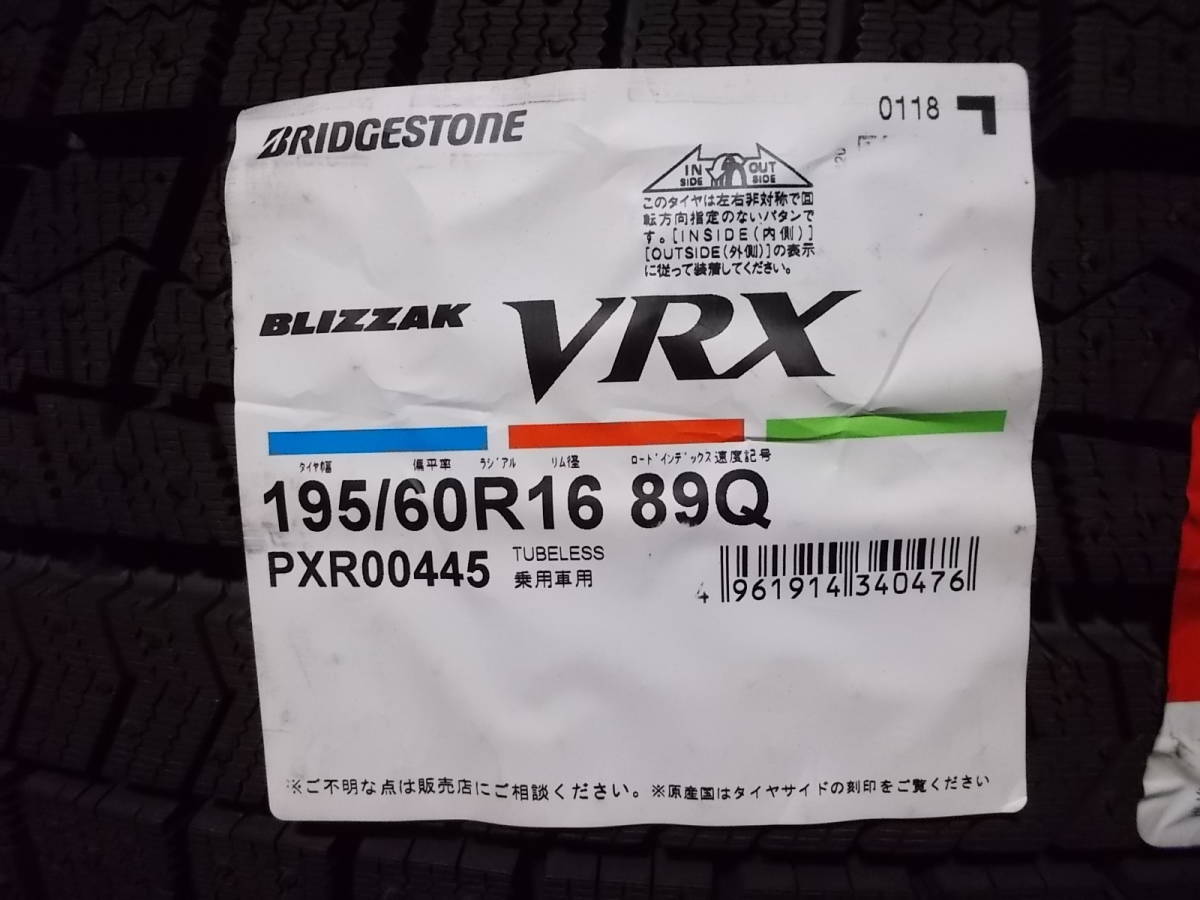 BRIDGESTONE
0118
IN SIDE OUT SIDE
このタイヤは左右非対称で回
転方向指定のないパタンで
す。[INSIDE(内側)]
[OUTSIDE(外側)]の表示
に従って装着してください。
BLIZZAK VRX
タイヤ幅 偏平率 ラジアル リム径 ロードインデックス 速度記号
195/60R16 89Q
PXR00445 TUBELESS
乗用車用
4 961914 340476
※ご不明な点は販売店にご相談ください。※原産国はタイヤサイドの刻印をご覧ください